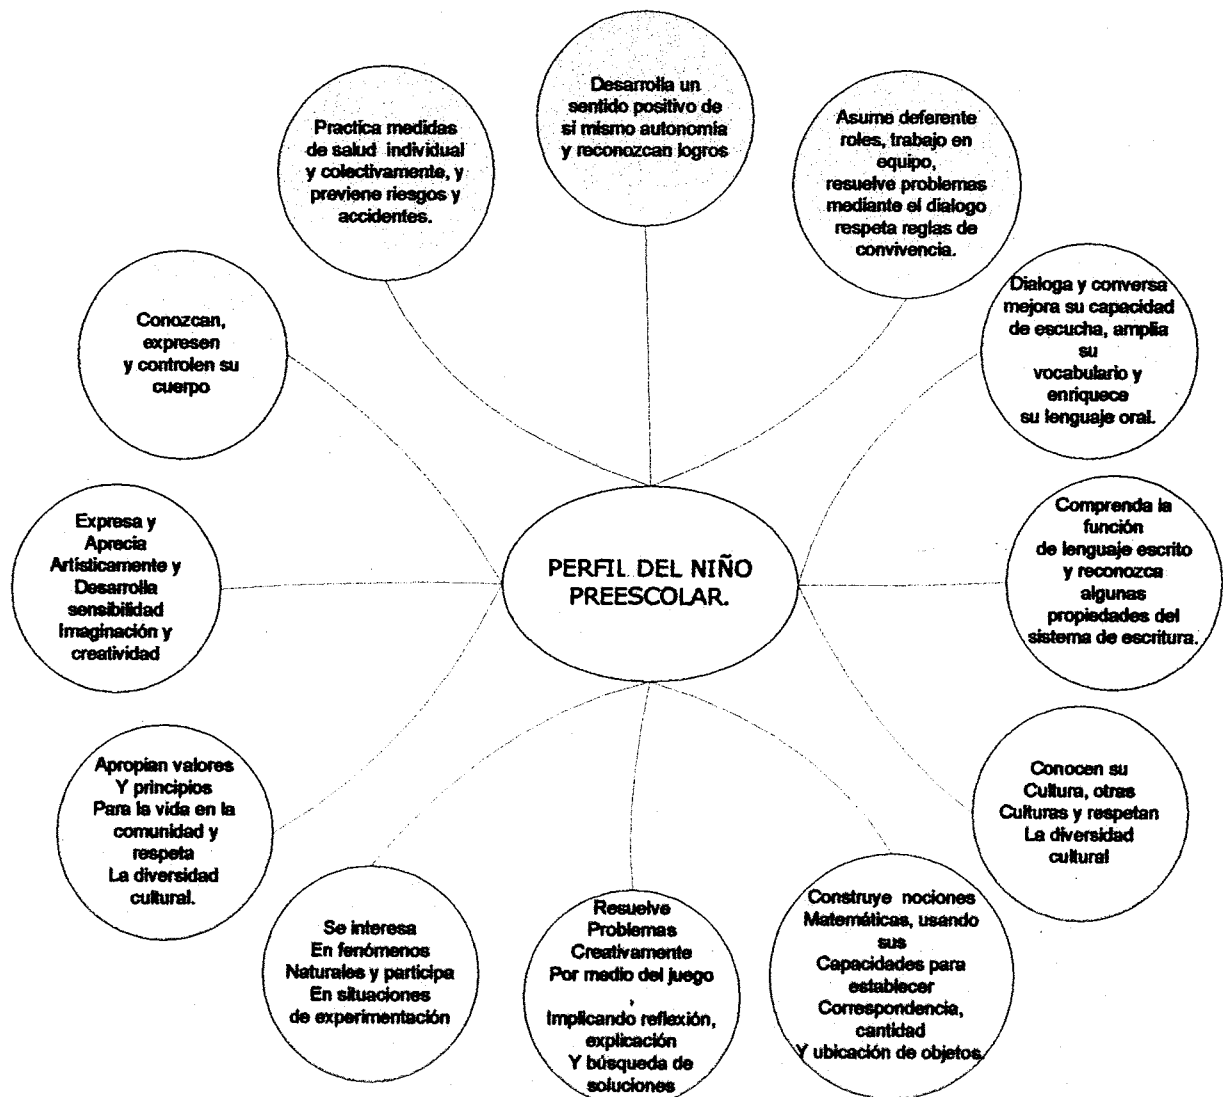 Desarrolla un
sentido positivo de
si mismo autonomía
y reconozcan logros
Asume deferente
roles, trabajo en
equipo,
resuelve problemas
mediante el dialogo
respeta reglas de
convivencia.
Dialoga y conversa
mejora su capacidad
de escucha, amplia
su
vocabulario y
enriquece
su lenguaje oral.
Comprenda la
función
de lenguaje escrito
y reconozca
algunas
propiedades del
sistema de escritura.
Conocen su
Cultura, otras
Culturas y respetan
La diversidad
cultural
Construye nociones
Matemáticas, usando
sus
Capacidades para
establecer
Correspondencia,
cantidad
Y ubicación de objetos.
Resuelve
Problemas
Creativamente
Por medio del juego
,
Implicando reflexión,
explicación
Y búsqueda de
soluciones
Se interesa
En fenómenos
Naturales y participa
En situaciones
de experimentación
Apropian valores
Y principios
Para la vida en la
comunidad y
respeta
La diversidad
cultural.
Expresa y
Aprecia
Artísticamente y
Desarrolla
sensibilidad
Imaginación y
creatividad
Conozcan,
expresen
y controlen su
cuerpo
Practica medidas
de salud individual
y colectivamente, y
previene riesgos y
accidentes.
PERFIL DEL NIÑO
PREESCOLAR.